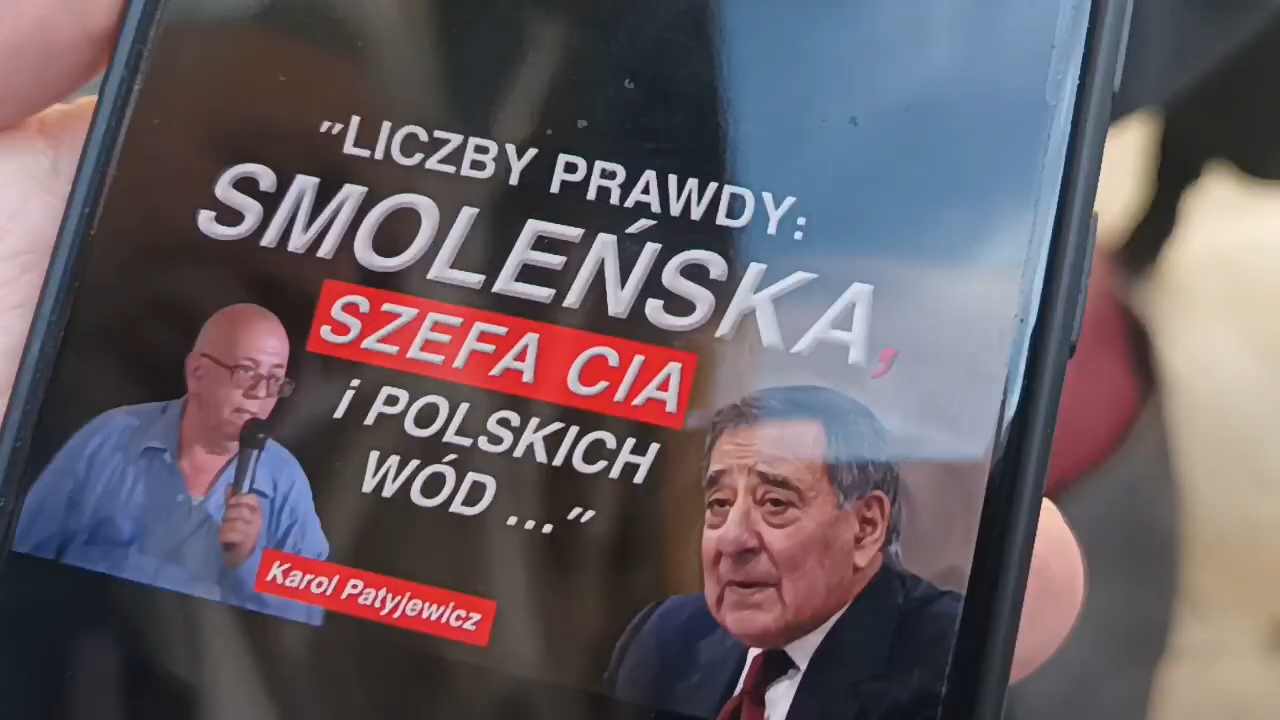 "LICZBY PRAWDY:
SMOLEŃSKA,
SZEFA CIA
i POLSKICH
WÓD ..."
Karol Patyjewicz